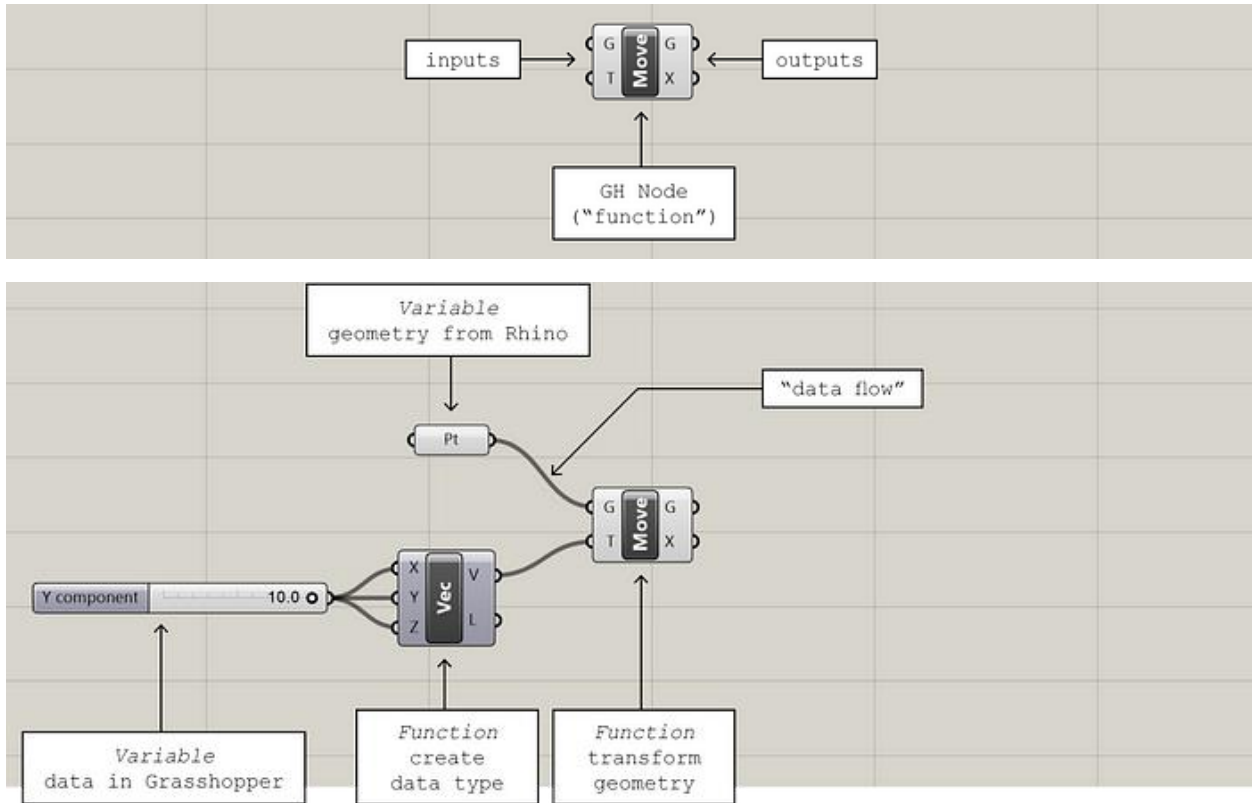 G Move G
inputs
outputs
T X
GH Node
(“function”)
Variable
geometry from Rhino
“data flow”
Pt
G Move G
T X
X V
Y component 10.0
Y Vec
Z L
Variable
data in Grasshopper
Function
create
data type
Function
transform
geometry